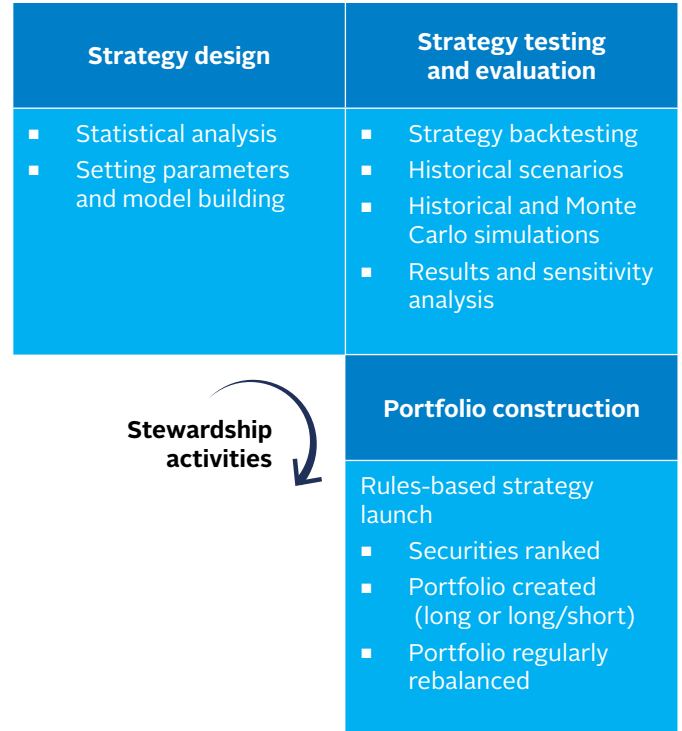 Strategy design
■ Statistical analysis
■ Setting parameters
and model building
Strategy testing
and evaluation
■ Strategy backtesting
■ Historical scenarios
■ Historical and Monte
Carlo simulations
■ Results and sensitivity
analysis
Stewardship
activities
Portfolio construction
Rules-based strategy
launch
■ Securities ranked
■ Portfolio created
(long or long/short)
■ Portfolio regularly
rebalanced